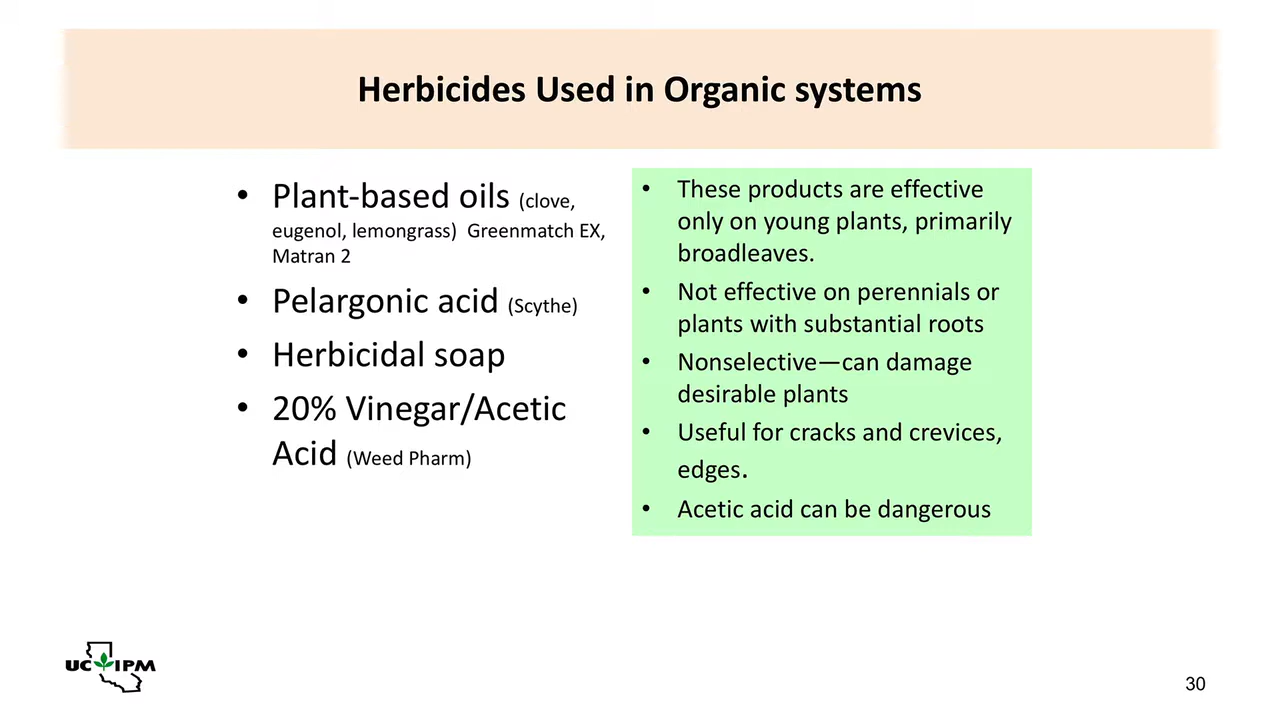 Herbicides Used in Organic systems
• Plant-based oils (clove,
eugenol, lemongrass) Greenmatch EX,
Matran 2
• Pelargonic acid (Scythe)
• Herbicidal soap
• 20% Vinegar/Acetic
Acid (Weed Pharm)
• These products are effective
only on young plants, primarily
broadleaves.
• Not effective on perennials or
plants with substantial roots
• Nonselective—can damage
desirable plants
• Useful for cracks and crevices,
edges.
• Acetic acid can be dangerous
UC IPM
30